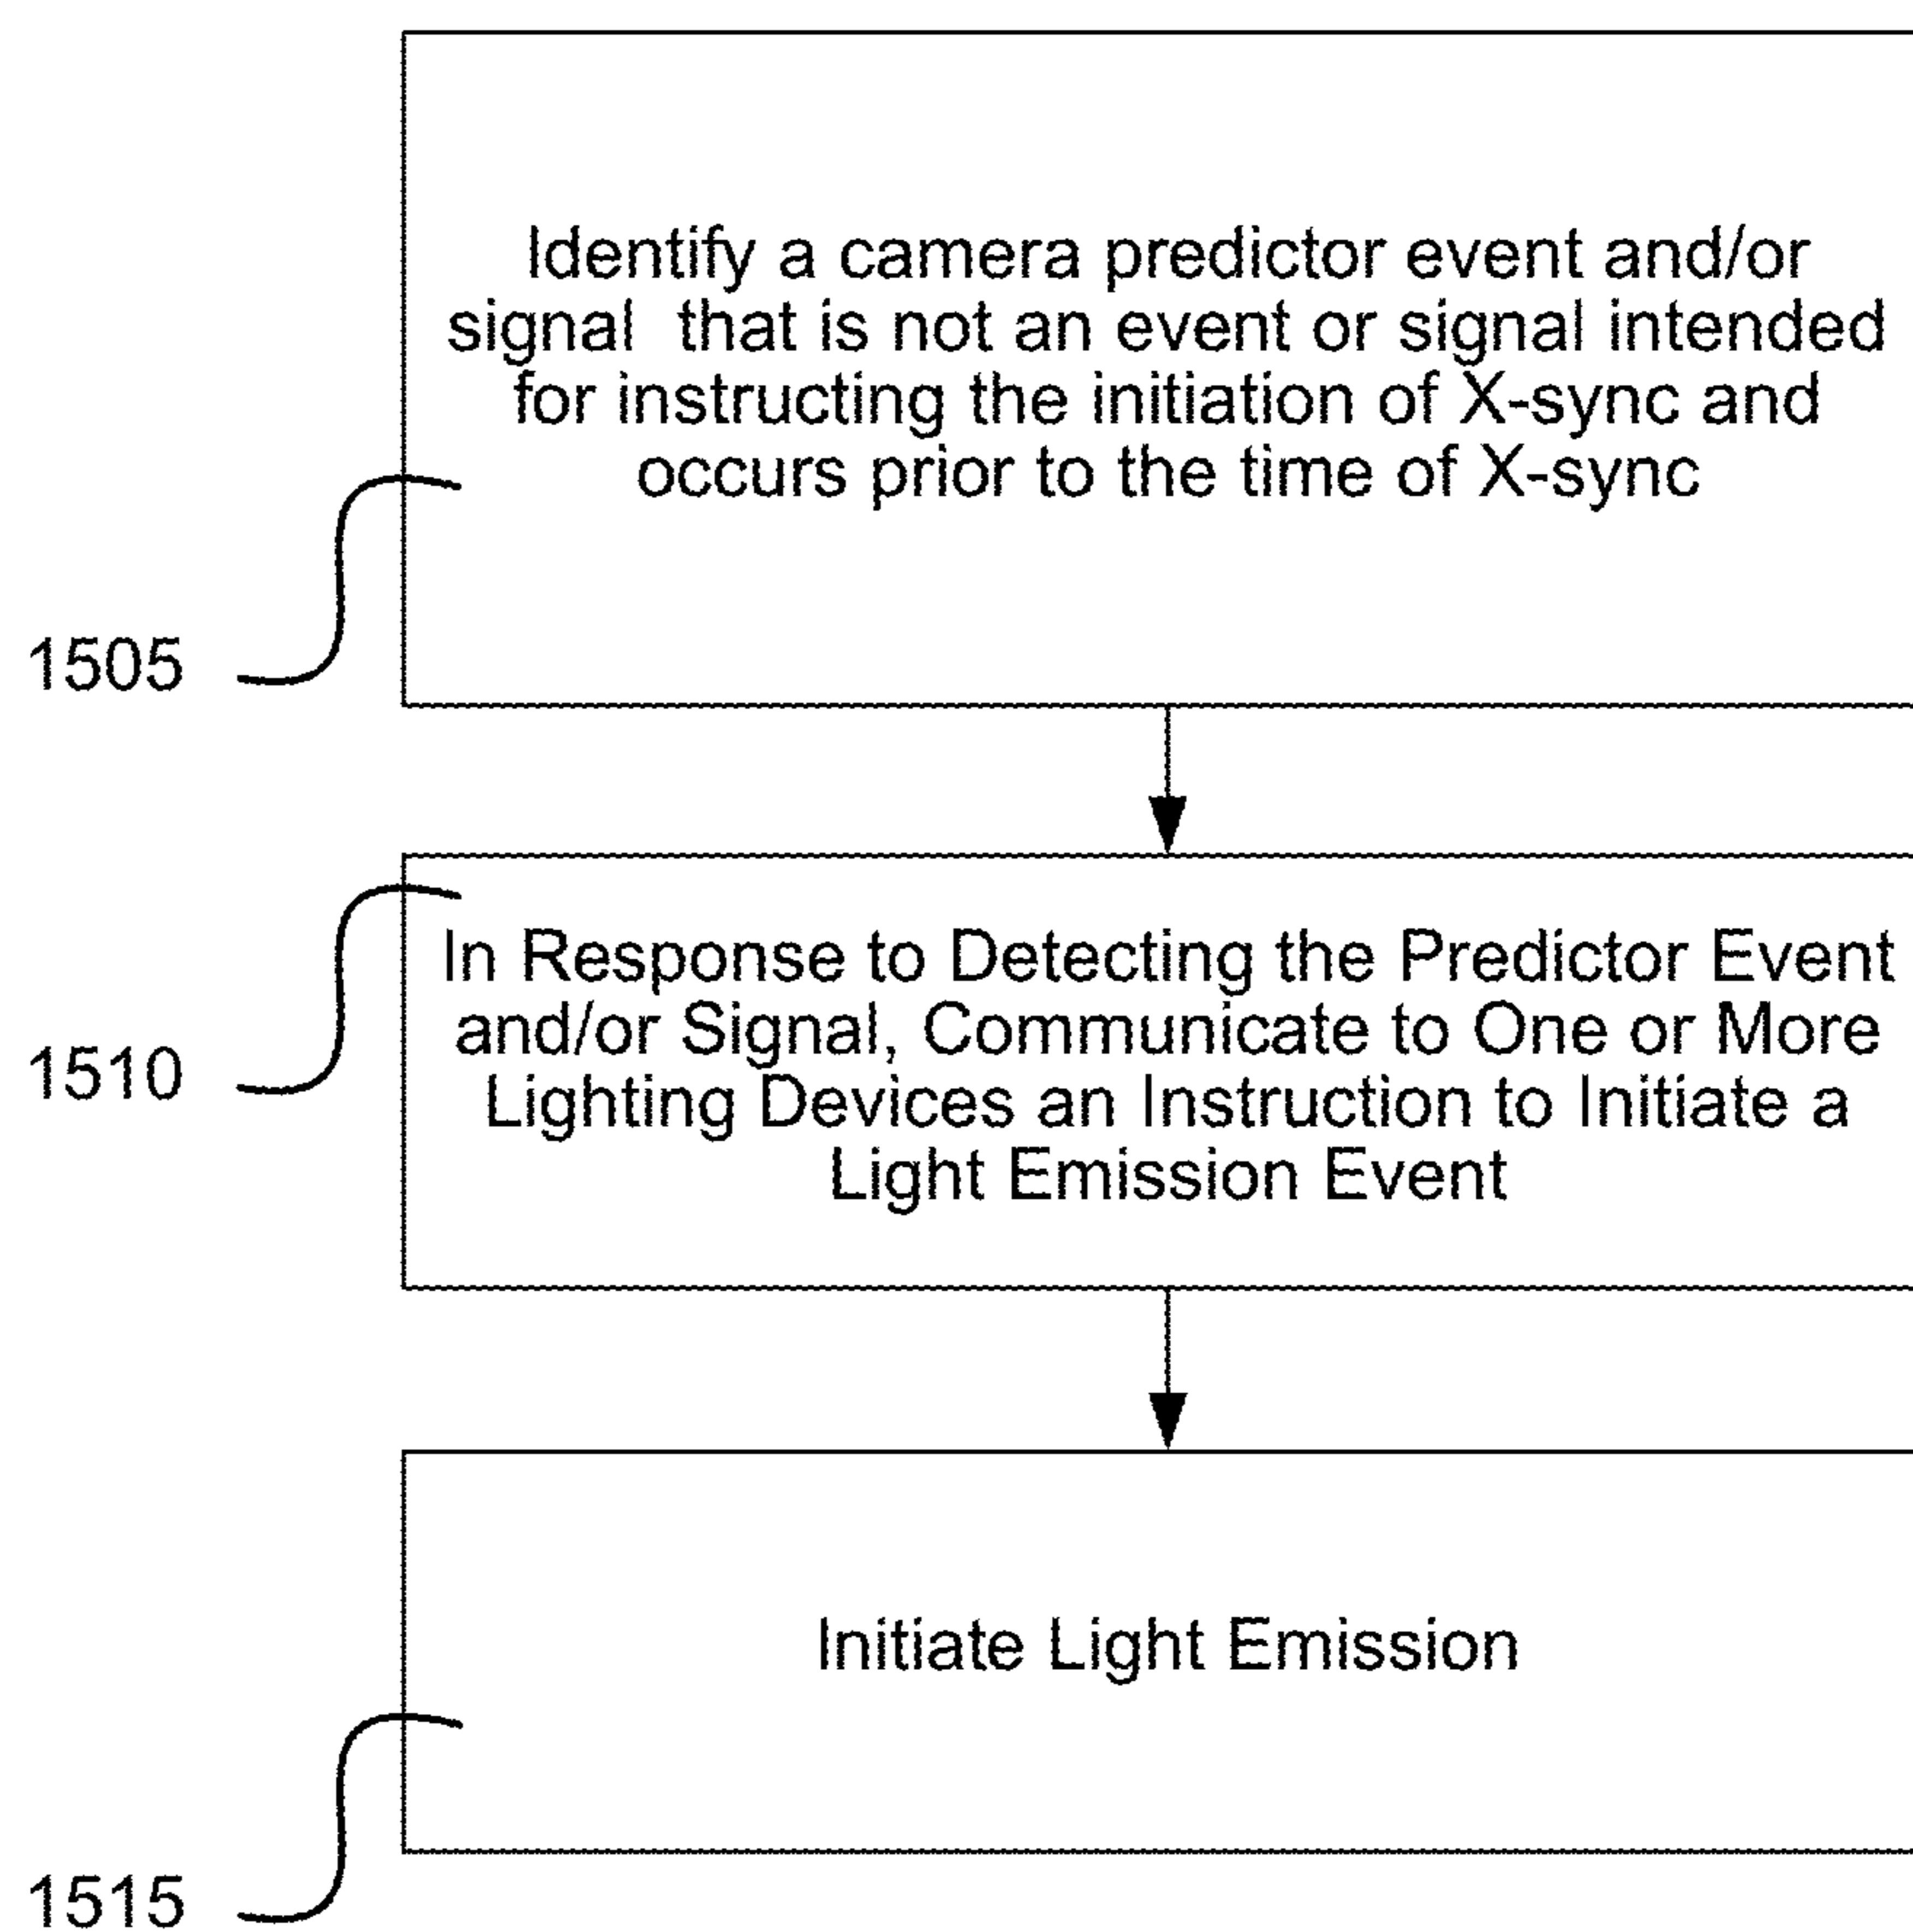 Identify a camera predictor event and/or
signal that is not an event or signal intended
for instructing the initiation of X-sync and
occurs prior to the time of X-sync
1505
In Response to Detecting the Predictor Event
and/or Signal, Communicate to One or More
Lighting Devices an Instruction to Initiate a
Light Emission Event
1510
Initiate Light Emission
1515